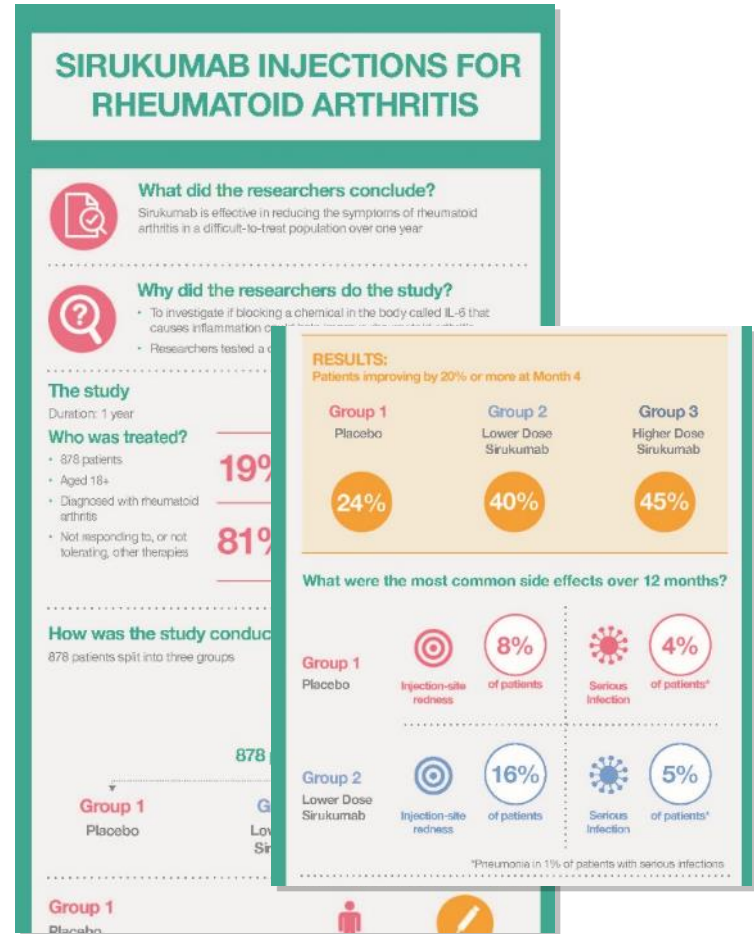 SIRUKUMAB INJECTIONS FOR
RHEUMATOID ARTHRITIS
What did the researchers conclude?
Sirukumab is effective in reducing the symptoms of rheumatoid
arthritis in a difficult-to-treat population over one year
Why did the researchers do the study?
• To investigate if blocking a chemical in the body called IL-6 that
causes inflammation
• Researchers tested a
The study
Duration: 1 year
Who was treated?
• 878 patients
• Aged 18+
• Diagnosed with rheumatoid
arthritis
• Not responding to, or not
tolerating, other therapies
19%
81%
How was the study conduc
878 patients split into three groups
878
Group 1
Placebo
Group 1
Placebo
RESULTS:
Patients improving by 20% or more at Month 4
Group 1
Placebo
24%
Group 2
Lower Dose
Sirukumab
40%
Group 3
Higher Dose
Sirukumab
45%
What were the most common side effects over 12 months?
Group 1
Placebo
Injection-site
redness
8%
of patients
Serious
Infection
4%
of patients*
Group 2
Lower Dose
Sirukumab
Injection-site
redness
16%
of patients
Serious
Infection
5%
of patients*
*Pneumonia in 1% of patients with serious infections